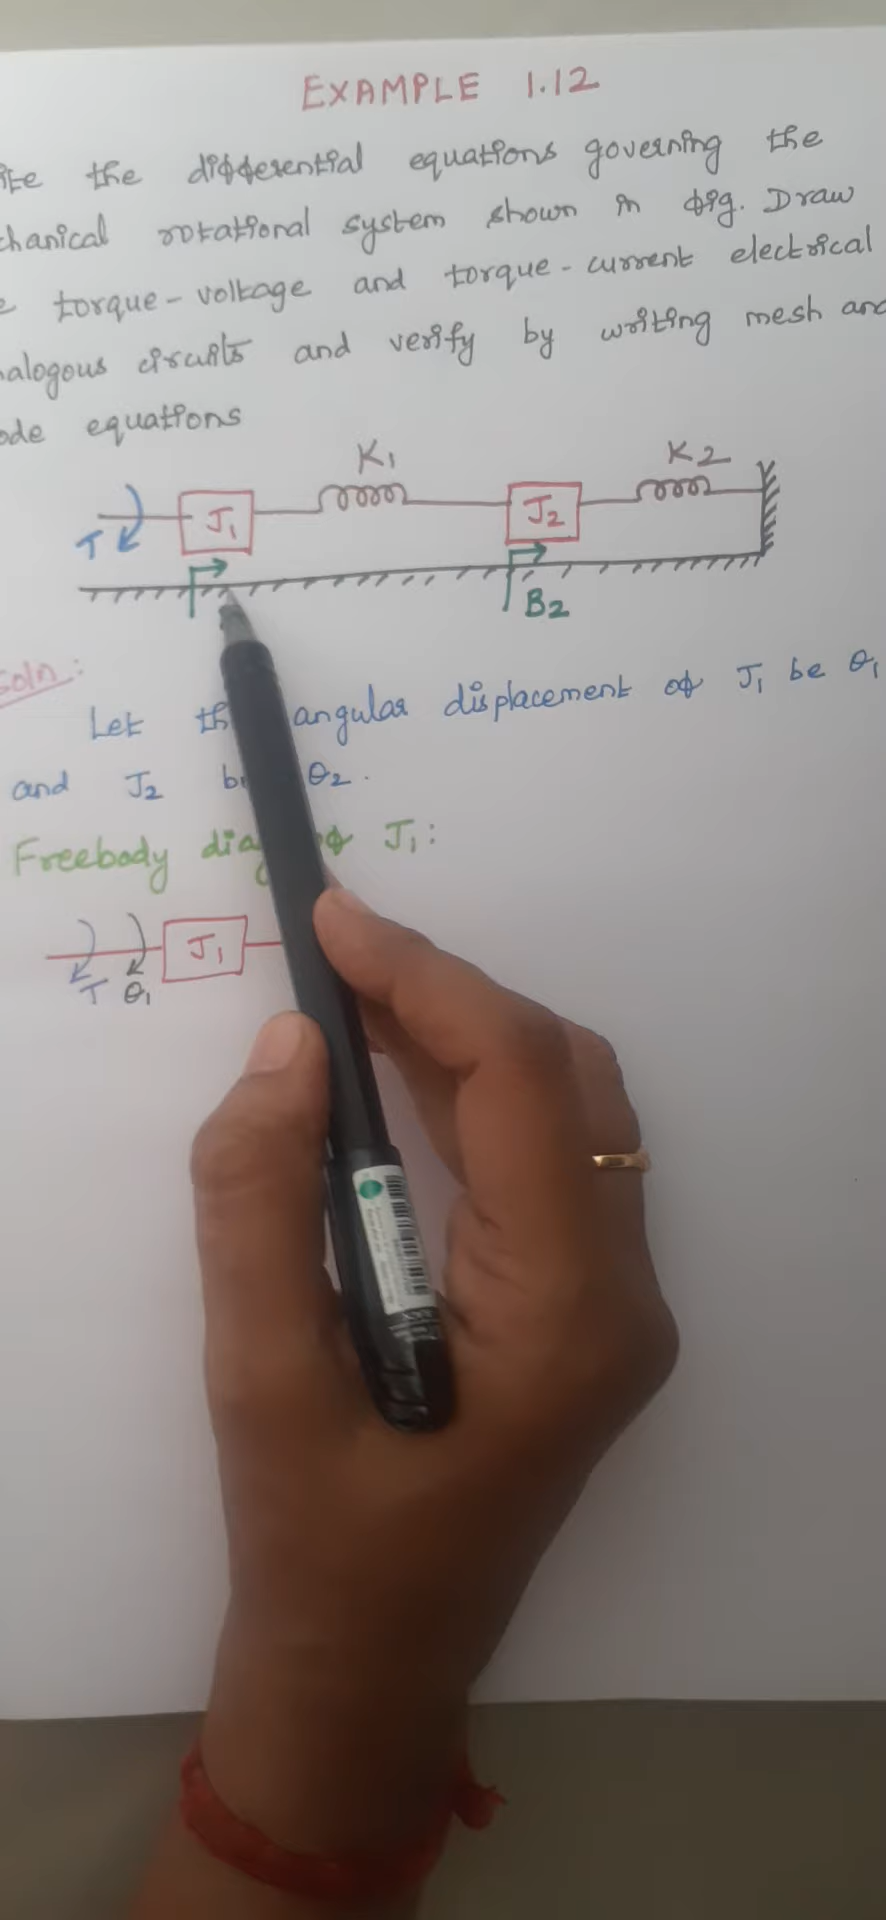 EXAMPLE 1.12
the differential equations governing the
rotational system shown in fig. Draw
torque-voltage and torque-current electrical
circuits and verify by writing mesh and
equations
K1 K2
T J1 J2
B2
Soln:
Let angular displacement of J1 be θ1
and J2 θ2.
Freebody of J1:
J1
T θ1